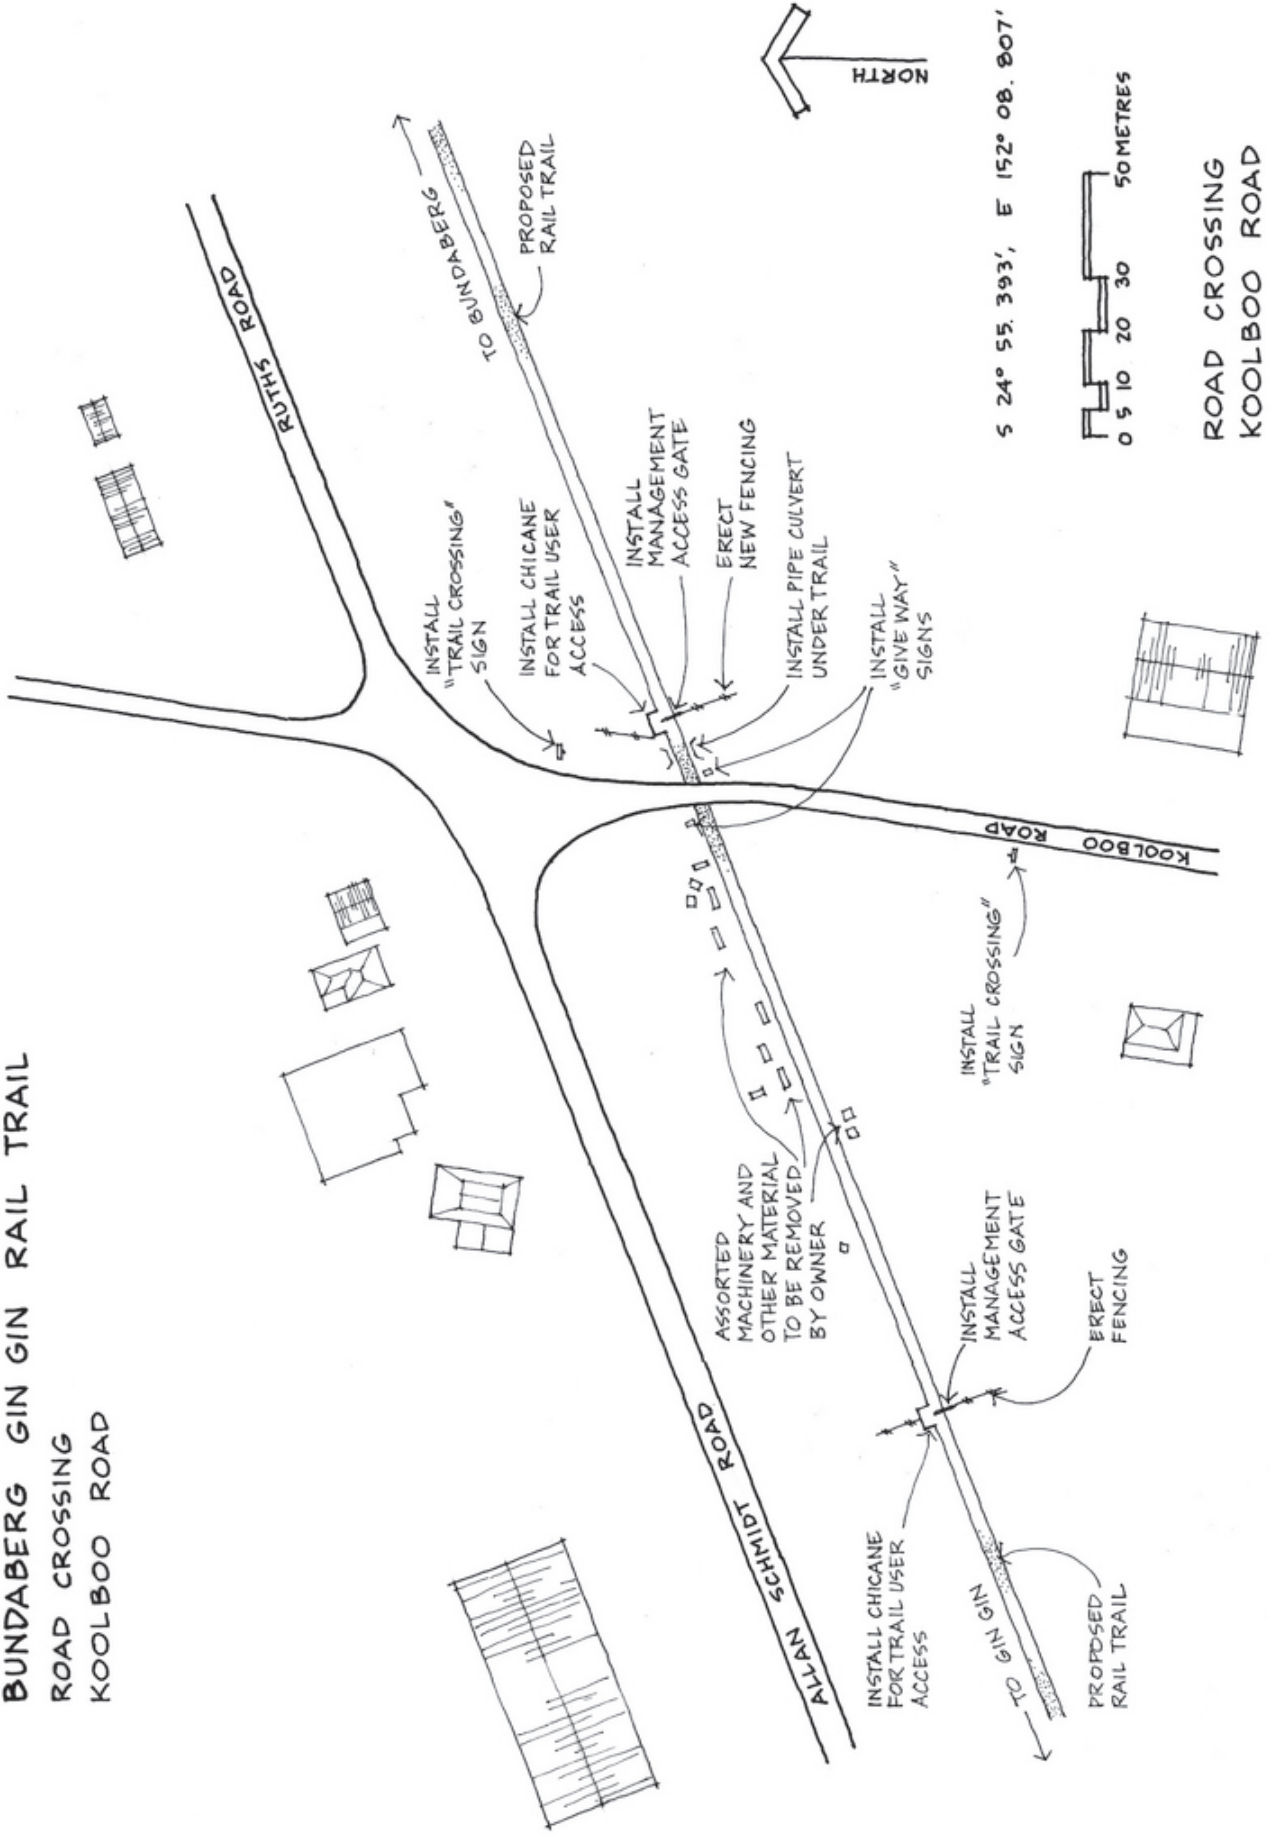 BUNDABERG GIN GIN RAIL TRAIL
ROAD CROSSING
KOOLBOO ROAD
RUTHS ROAD
TO BUNDABERG
PROPOSED
RAIL TRAIL
INSTALL
"TRAIL CROSSING"
SIGN
INSTALL CHICANE
FOR TRAIL USER
ACCESS
INSTALL
MANAGEMENT
ACCESS GATE
ERECT
NEW FENCING
INSTALL PIPE CULVERT
UNDER TRAIL
INSTALL
"GIVE WAY"
SIGNS
KOOLBOO ROAD
INSTALL
"TRAIL CROSSING"
SIGN
ASSORTED
MACHINERY AND
OTHER MATERIAL
TO BE REMOVED
BY OWNER
ALLAN SCHMIDT ROAD
INSTALL
MANAGEMENT
ACCESS GATE
ERECT
FENCING
INSTALL CHICANE
FOR TRAIL USER
ACCESS
TO GIN GIN
PROPOSED
RAIL TRAIL
NORTH
S 24° 55. 393', E 152° 08. 807'
0 5 10 20 30 50 METRES
ROAD CROSSING
KOOLBOO ROAD